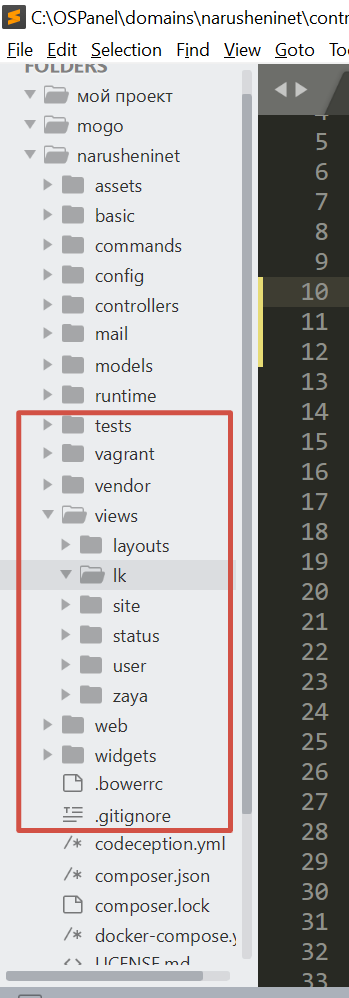 C:\OSPanel\domains\narusheninet\contr
File Edit Selections Find View Goto Too
FOLDERS
мой проект
mogo
narusheninet
assets
basic
commands
config
controllers
mail
models
runtime
tests
vagrant
vendor
views
layouts
lk
site
status
user
zaya
web
widgets
.bowerrc
.gitignore
/* codeception.yml
/* composer.json
composer.lock
/* docker-compose.y
<> LICENSE.md
4
5
6
7
8
9
10
11
12
13
14
15
16
17
18
19
20
21
22
23
24
25
26
27
28
29
30
31
32
33